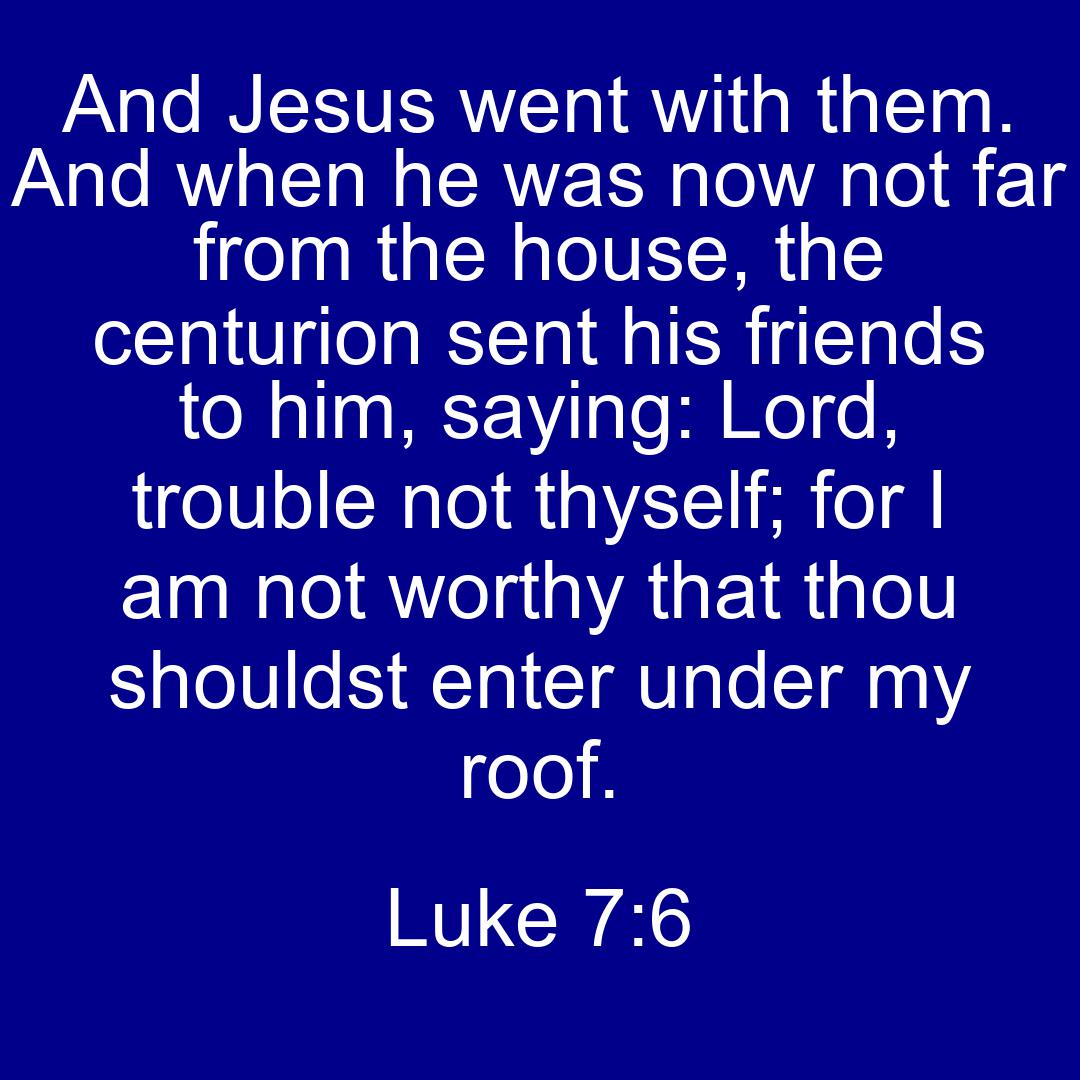 And Jesus went with them.
And when he was now not far
from the house, the
centurion sent his friends
to him, saying: Lord,
trouble not thyself; for I
am not worthy that thou
shouldst enter under my
roof.
Luke 7:6